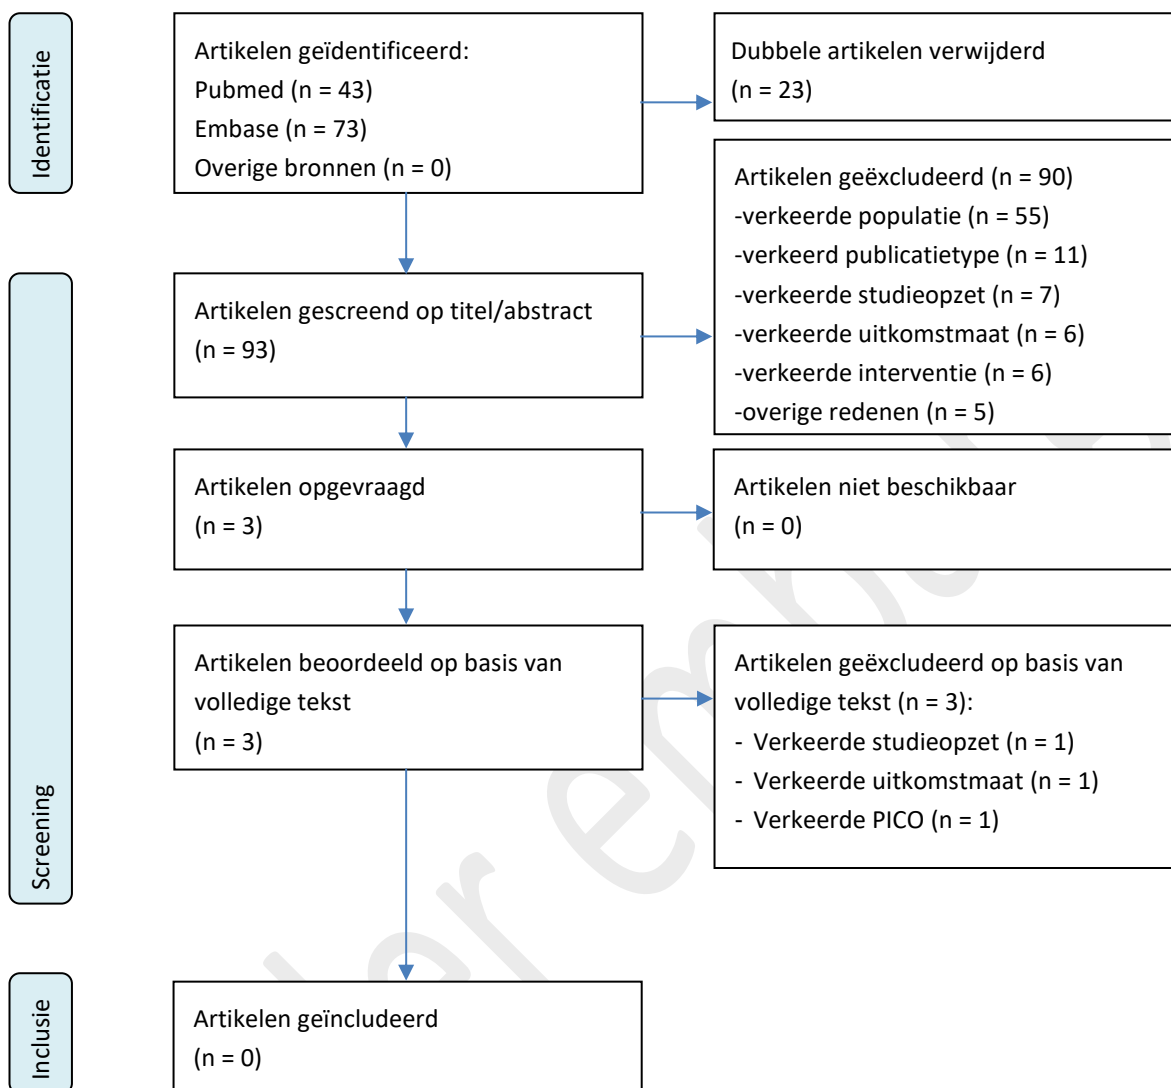 Identificatie
Artikelen geïdentificeerd:
Pubmed (n = 43)
Embase (n = 73)
Overige bronnen (n = 0)
Dubbele artikelen verwijderd
(n = 23)
Screening
Artikelen gescreend op titel/abstract
(n = 93)
Artikelen geëxcludeerd (n = 90)
-verkeerde populatie (n = 55)
-verkeerd publicatietype (n = 11)
-verkeerde studieopzet (n = 7)
-verkeerde uitkomstmaat (n = 6)
-verkeerde interventie (n = 6)
-overige redenen (n = 5)
Artikelen opgevraagd
(n = 3)
Artikelen niet beschikbaar
(n = 0)
Artikelen beoordeeld op basis van
volledige tekst
(n = 3)
Artikelen geëxcludeerd op basis van
volledige tekst (n = 3):
- Verkeerde studieopzet (n = 1)
- Verkeerde uitkomstmaat (n = 1)
- Verkeerde PICO (n = 1)
Inclusie
Artikelen geïncludeerd
(n = 0)